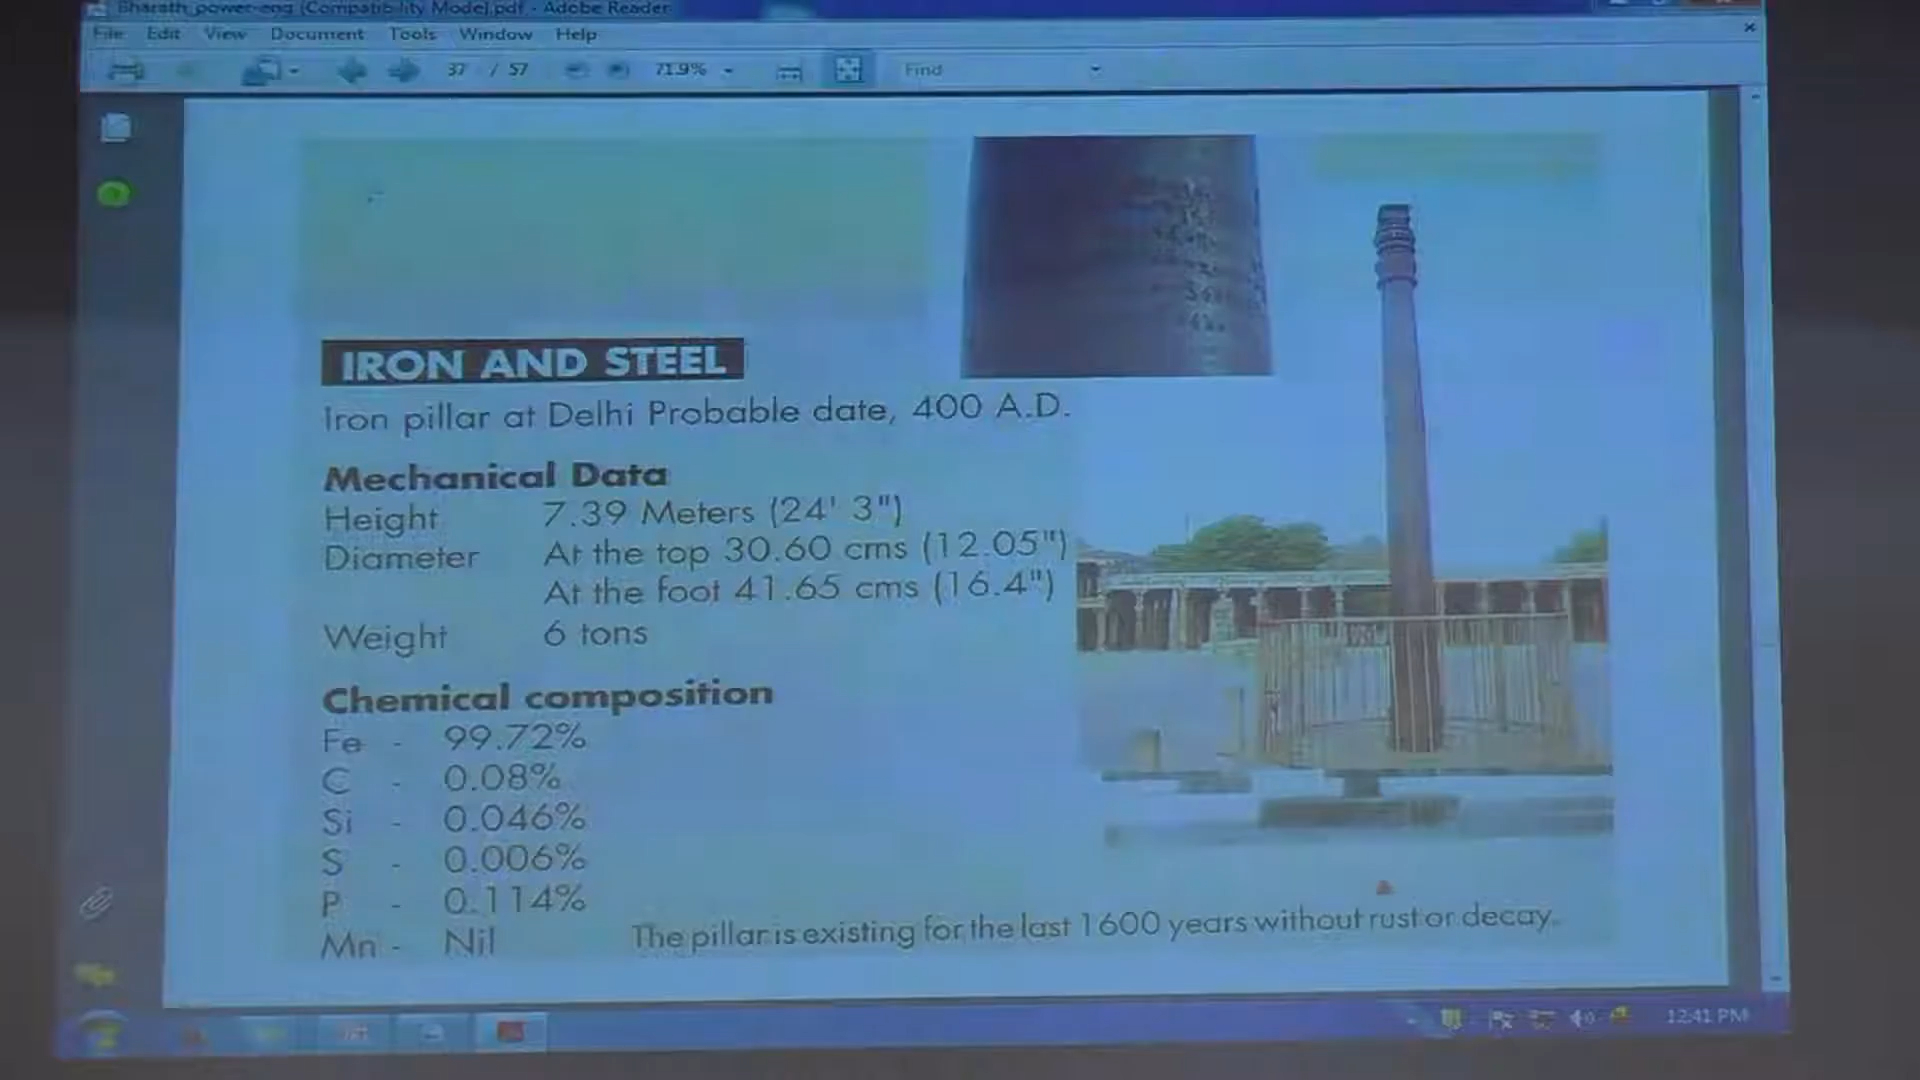 Bharath_power-eng (Compatibility Mode).pdf - Adobe Reader
File Edit View Document Tools Window Help
37 / 57 71.9% Find
IRON AND STEEL
Iron pillar at Delhi Probable date, 400 A.D.
Mechanical Data
Height 7.39 Meters (24' 3")
Diameter At the top 30.60 cms (12.05")
At the foot 41.65 cms (16.4")
Weight 6 tons
Chemical composition
Fe - 99.72%
C - 0.08%
Si - 0.046%
S - 0.006%
P - 0.114%
Mn - Nil
The pillar is existing for the last 1600 years without rust or decay.
12:41 PM